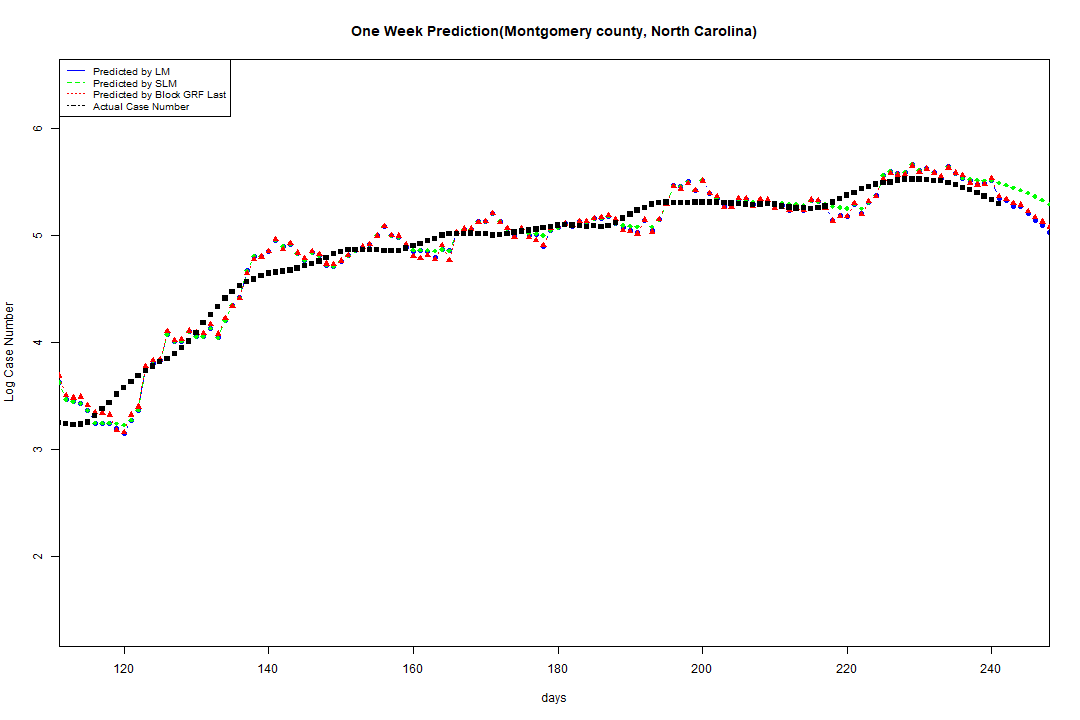 One Week Prediction(Montgomery county, North Carolina)
Predicted by LM
Predicted by SLM
Predicted by Block GRF Last
Actual Case Number
6
5
4
3
2
Log Case Number
120 140 160 180 200 220 240
days